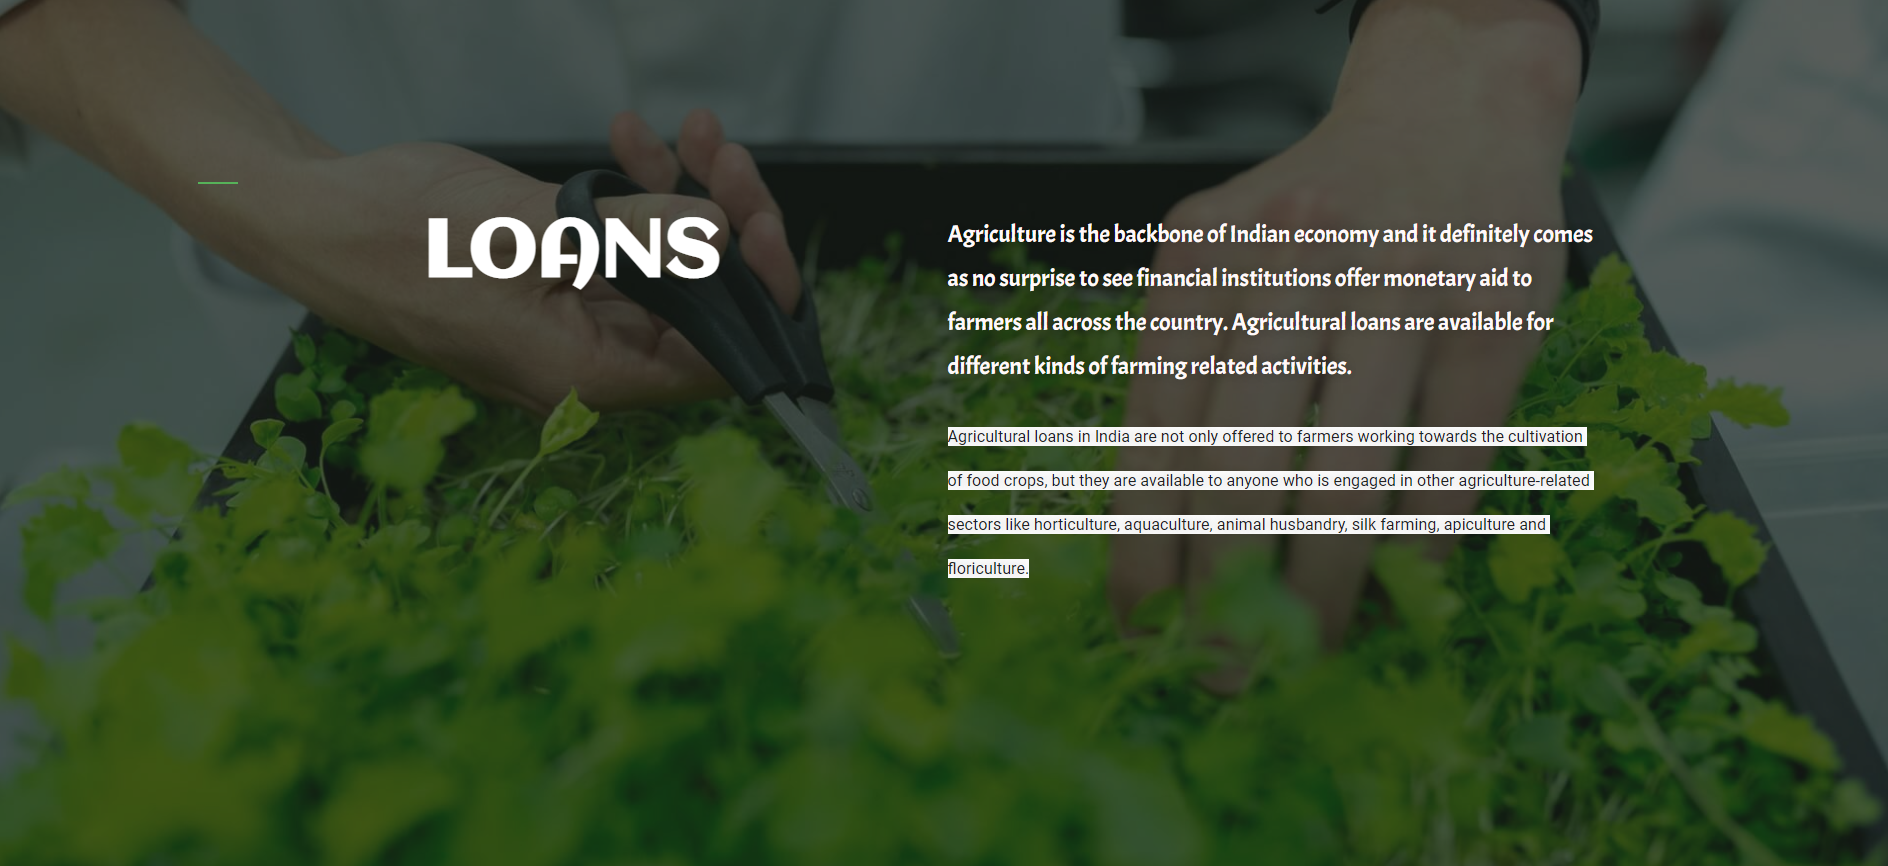 LOANS
Agriculture is the backbone of Indian economy and it definitely comes
as no surprise to see financial institutions offer monetary aid to
farmers all across the country. Agricultural loans are available for
different kinds of farming related activities.
Agricultural loans in India are not only offered to farmers working towards the cultivation
of food crops, but they are available to anyone who is engaged in other agriculture-related
sectors like horticulture, aquaculture, animal husbandry, silk farming, apiculture and
floriculture.